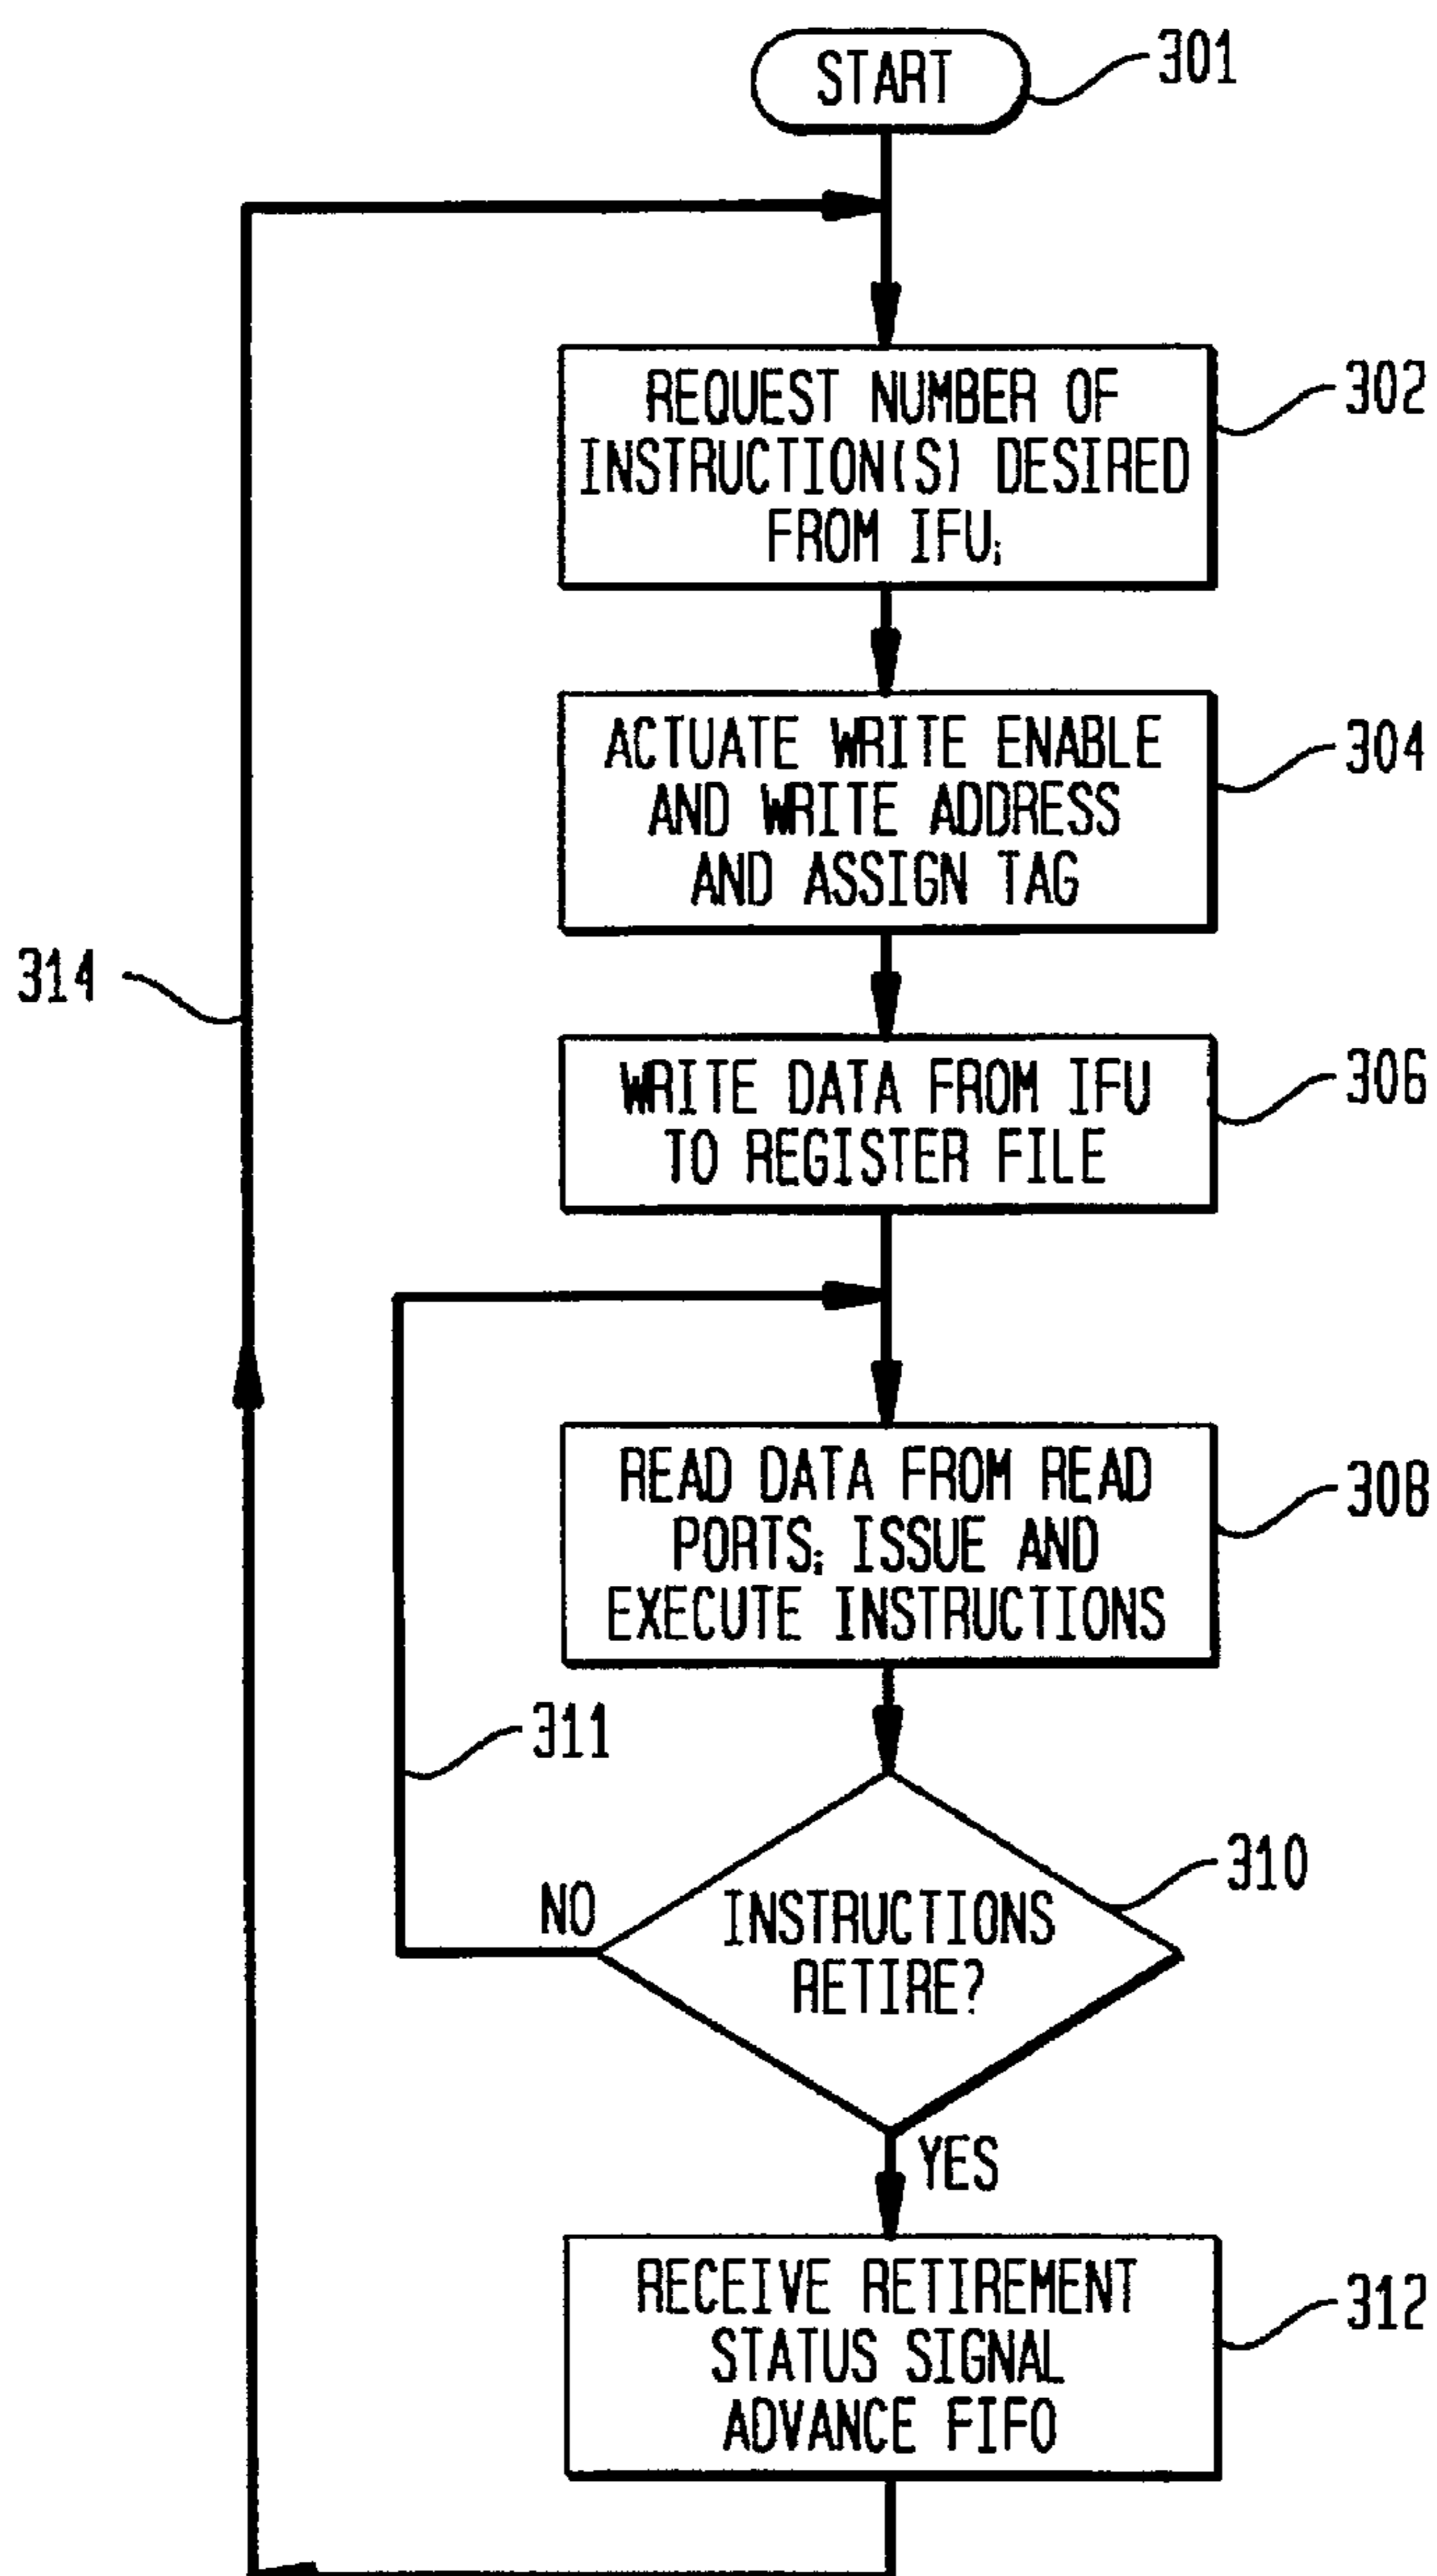 START
301
REQUEST NUMBER OF
INSTRUCTION(S) DESIRED
FROM IFU;
302
ACTUATE WRITE ENABLE
AND WRITE ADDRESS
AND ASSIGN TAG
304
314
WRITE DATA FROM IFU
TO REGISTER FILE
306
READ DATA FROM READ
PORTS; ISSUE AND
EXECUTE INSTRUCTIONS
308
311
INSTRUCTIONS
RETIRE?
310
NO
YES
RECEIVE RETIREMENT
STATUS SIGNAL
ADVANCE FIFO
312